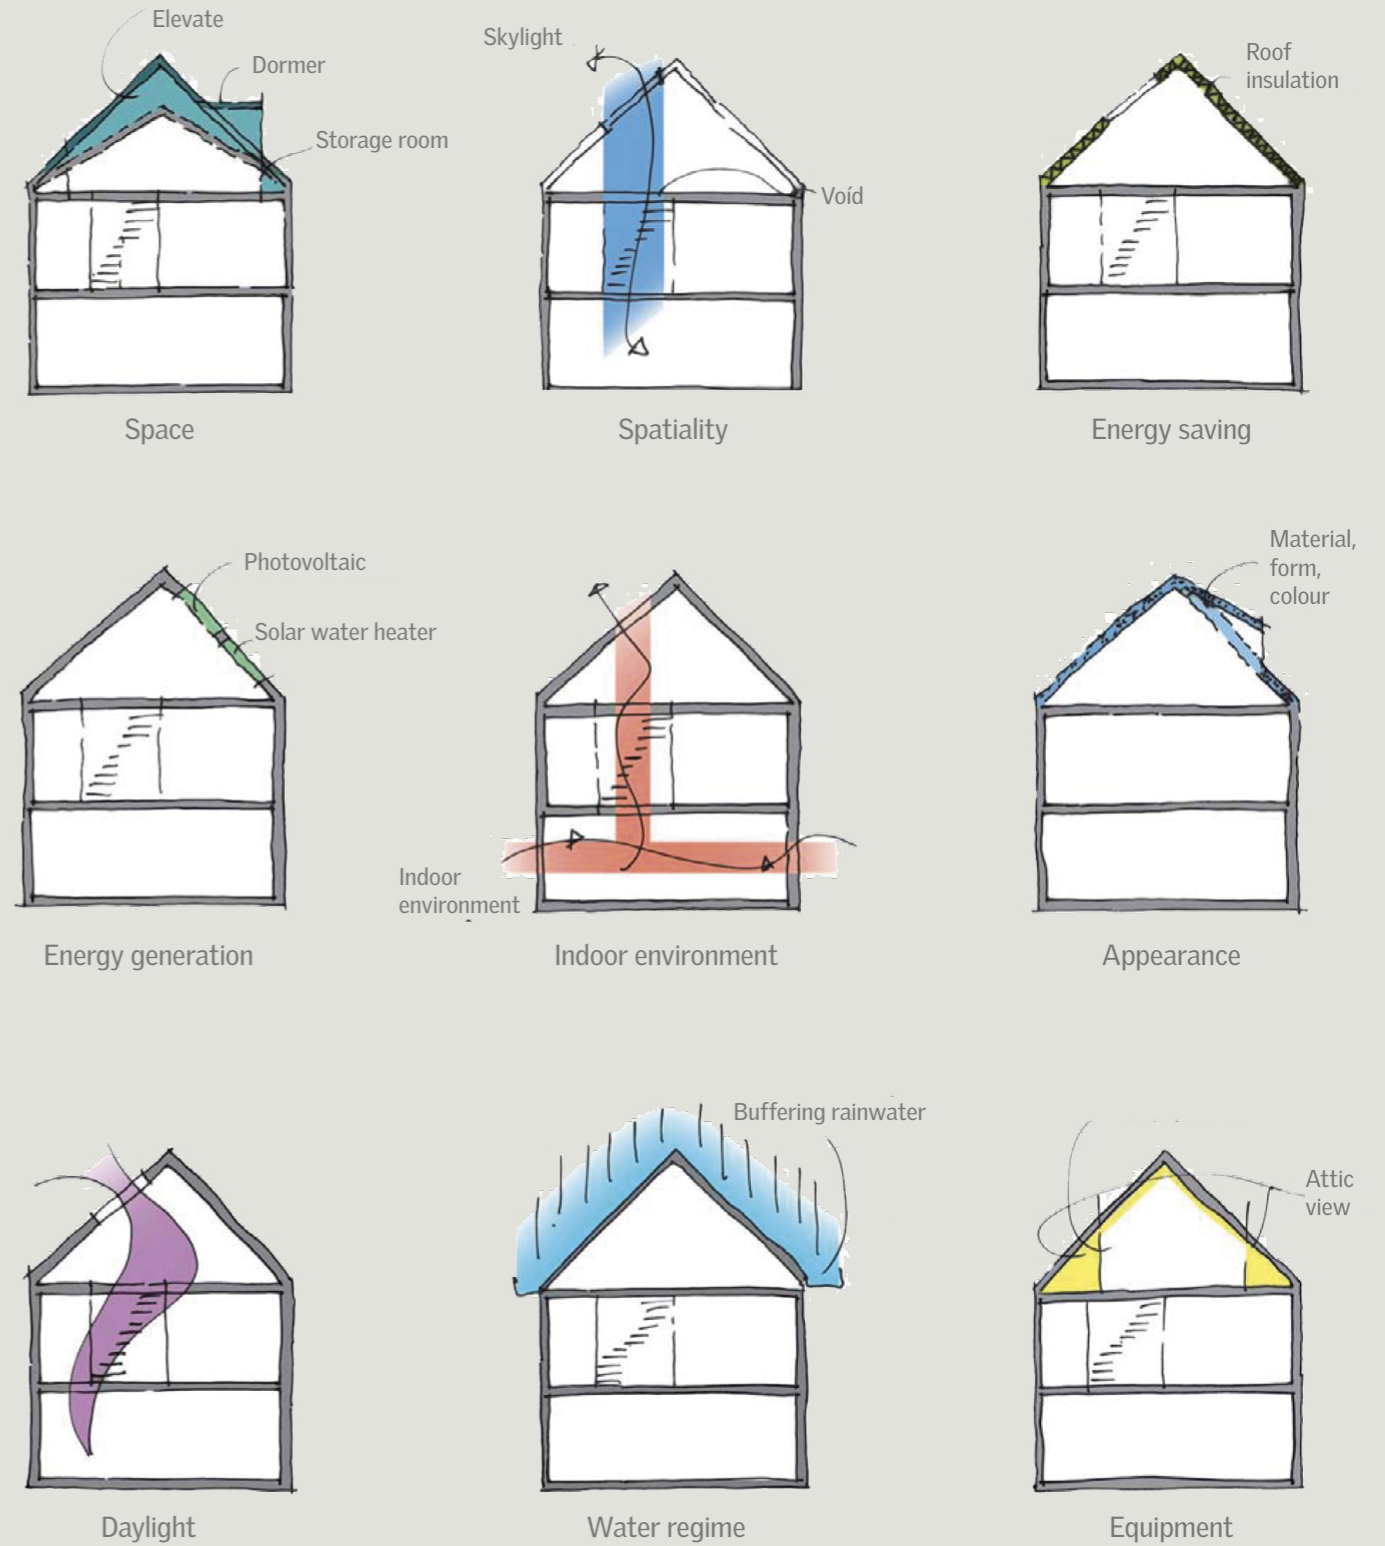 Elevate
Dormer
Storage room
Space
Skylight
Voíd
Spatiality
Roof
insulation
Energy saving
Photovoltaic
Solar water heater
Energy generation
Indoor
environment
Indoor environment
Material,
form,
colour
Appearance
Daylight
Buffering rainwater
Water regime
Attic
view
Equipment